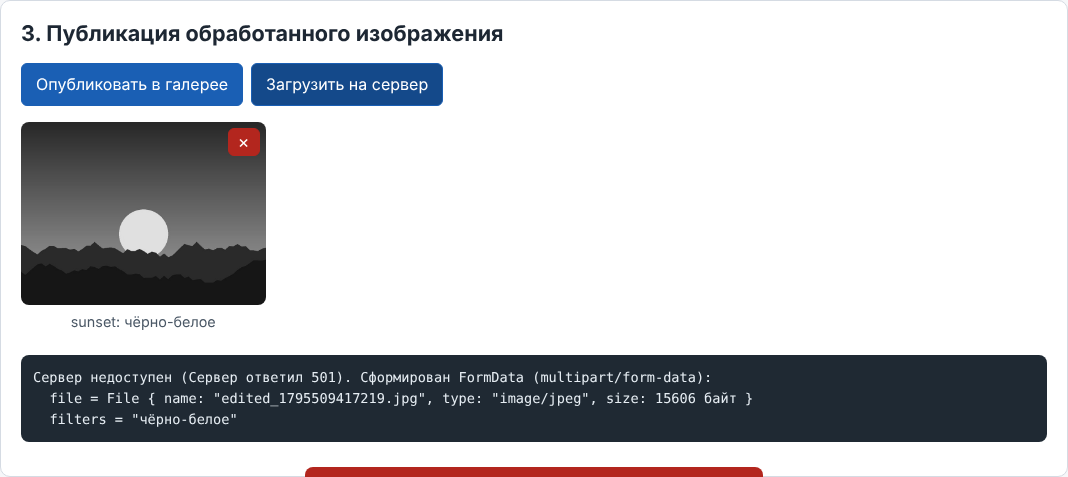 3. Публикация обработанного изображения
Опубликовать в галерее
Загрузить на сервер
×
sunset: чёрно-белое
Сервер недоступен (Сервер ответил 501). Сформирован FormData (multipart/form-data):
file = File { name: "edited_1795509417219.jpg", type: "image/jpeg", size: 15606 байт }
filters = "чёрно-белое"